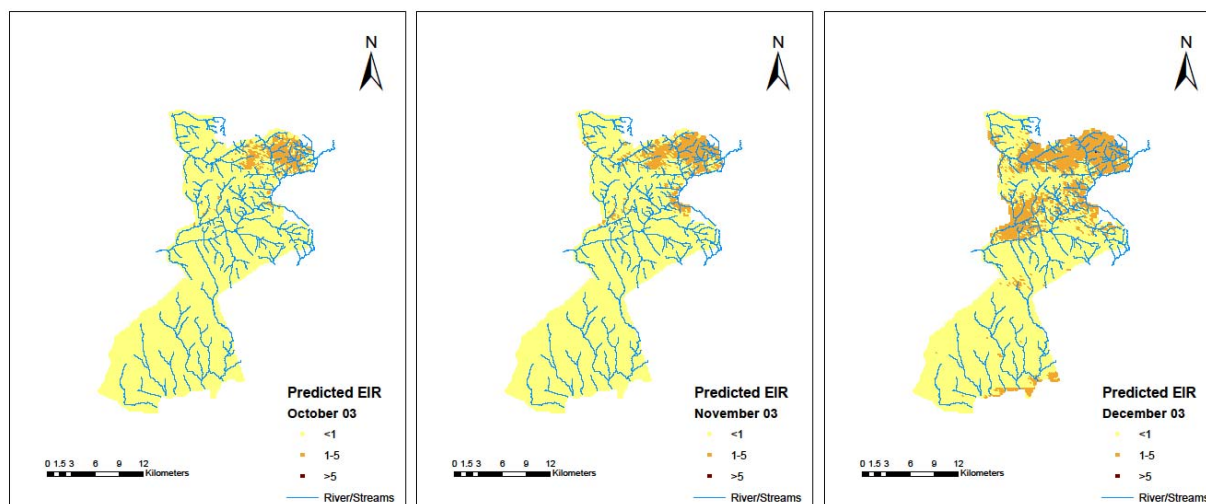 N
Predicted EIR
October 03
<1
1-5
>5
River/Streams
0 1.5 3 6 9 12
Kilometers
N
Predicted EIR
November 03
<1
1-5
>5
River/Streams
0 1.5 3 6 9 12
Kilometers
N
Predicted EIR
December 03
<1
1-5
>5
River/Streams
0 1.5 3 6 9 12
Kilometers